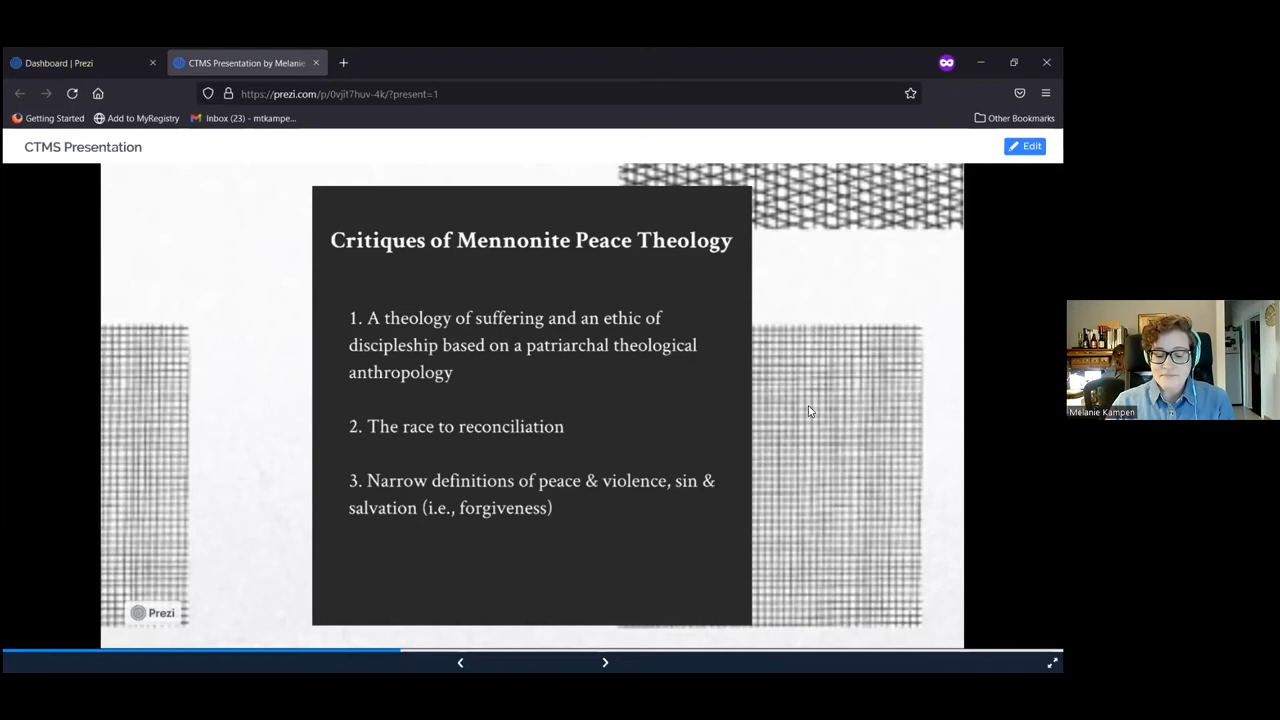 Dashboard | Prezi
CTMS Presentation by Melanie
https://prezi.com/p/0vjit7huv-4k/?present=1
Getting Started
Add to MyRegistry
Inbox (23) - mtkampe...
Other Bookmarks
CTMS Presentation
Edit
Critiques of Mennonite Peace Theology
1. A theology of suffering and an ethic of
discipleship based on a patriarchal theological
anthropology
2. The race to reconciliation
3. Narrow definitions of peace & violence, sin &
salvation (i.e., forgiveness)
Prezi
Melanie Kampen